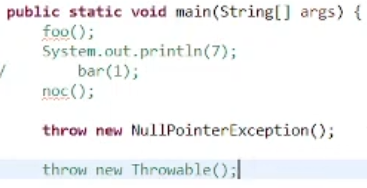 public static void main(String[] args) {
foo();
System.out.println(7);
/ bar(1);
noc();
throw new NullPointerException();
throw new Throwable();